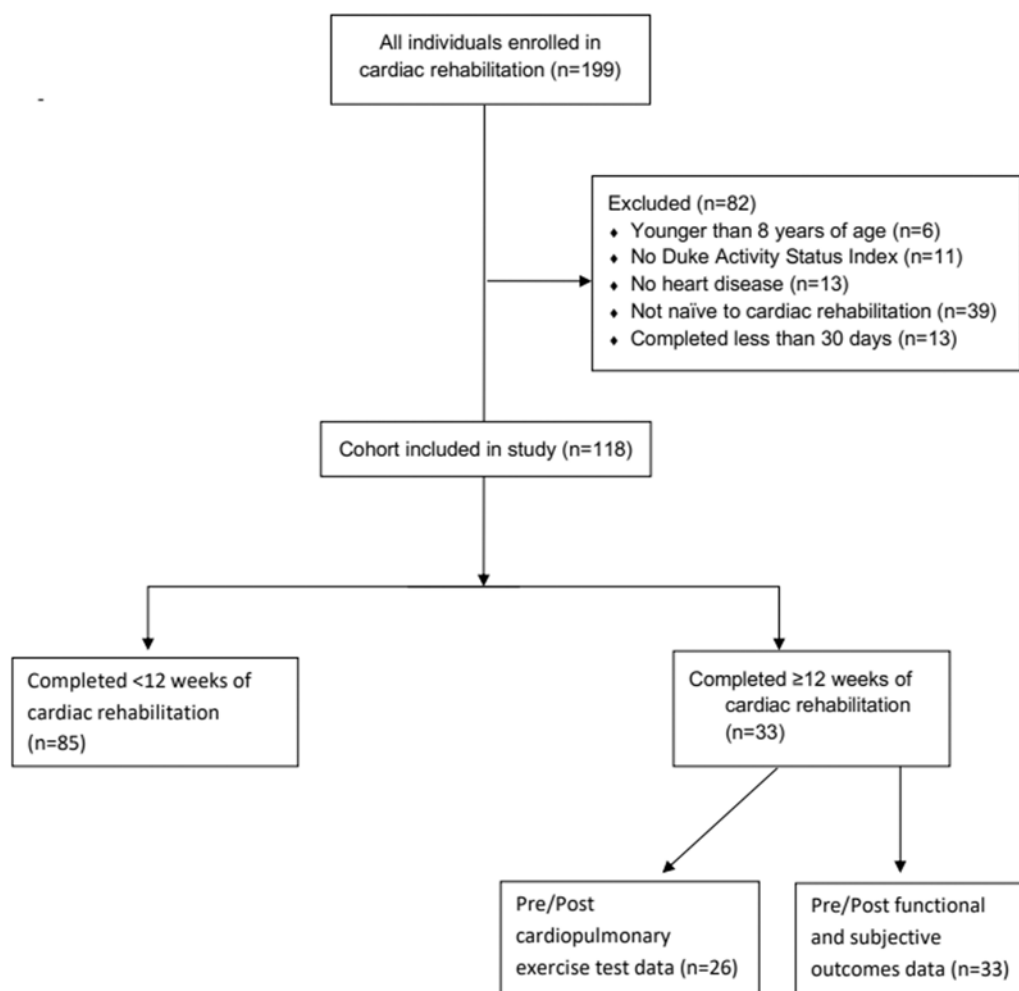 All individuals enrolled in
cardiac rehabilitation (n=199)
-
Excluded (n=82)
♦ Younger than 8 years of age (n=6)
♦ No Duke Activity Status Index (n=11)
♦ No heart disease (n=13)
♦ Not naïve to cardiac rehabilitation (n=39)
♦ Completed less than 30 days (n=13)
Cohort included in study (n=118)
Completed <12 weeks of
cardiac rehabilitation
(n=85)
Completed ≥12 weeks of
cardiac rehabilitation
(n=33)
Pre/Post
cardiopulmonary
exercise test data (n=26)
Pre/Post functional
and subjective
outcomes data (n=33)